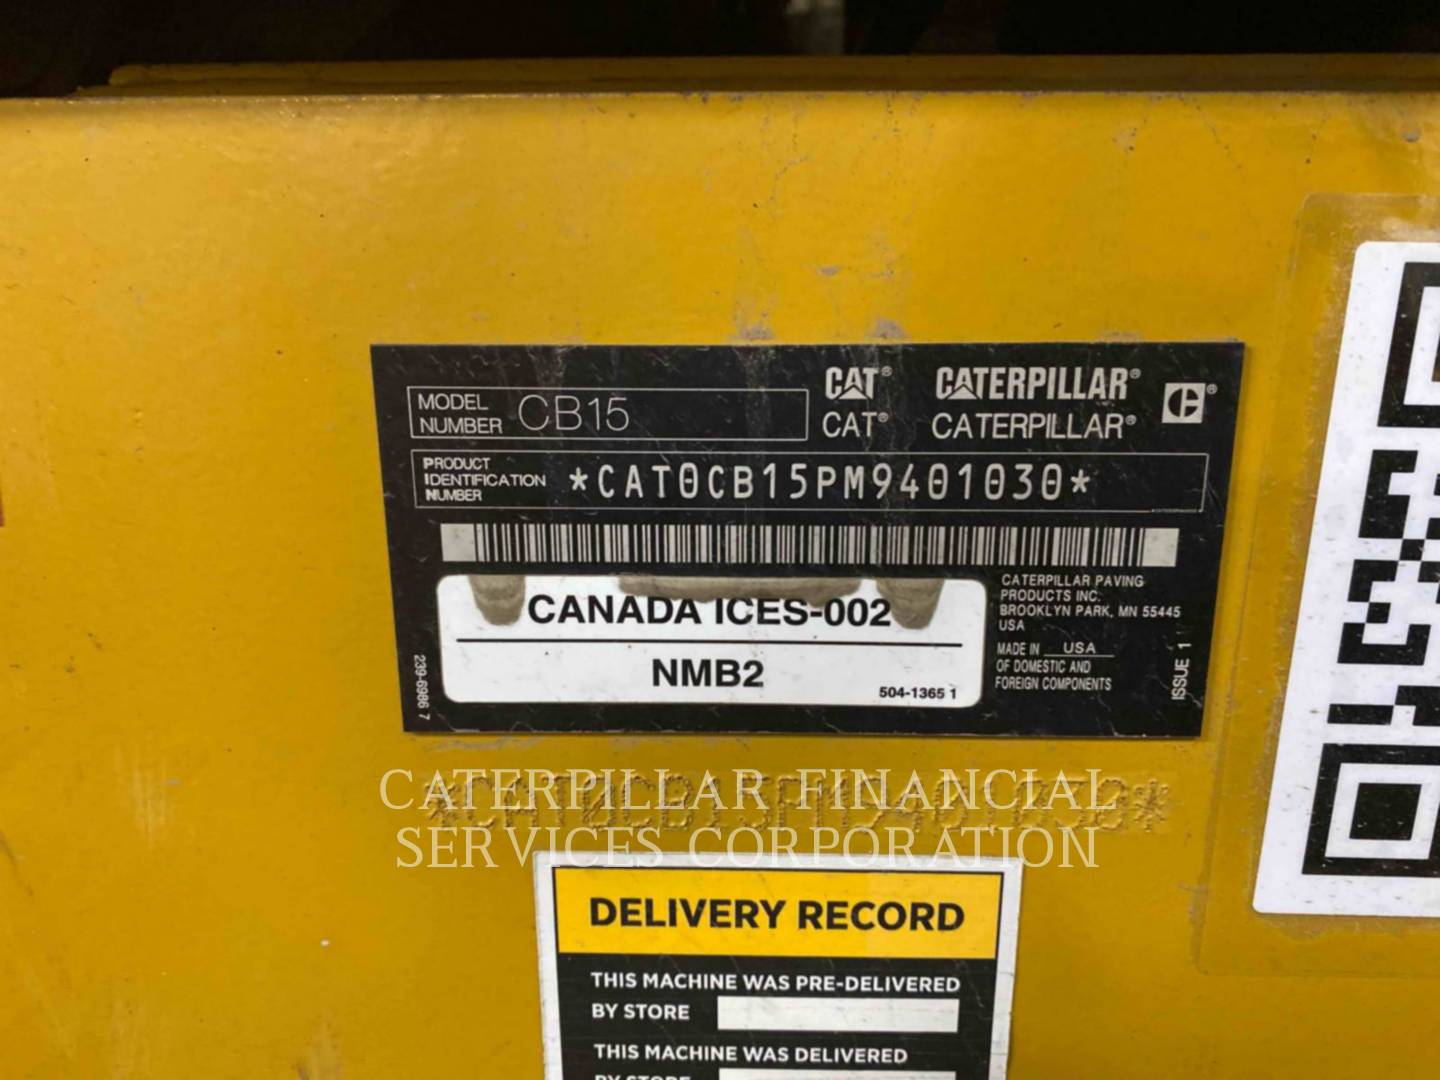 MODEL
NUMBER CB15
CAT® CATERPILLAR®
CAT® CATERPILLAR®
PRODUCT
IDENTIFICATION
NUMBER
*CAT0CB15PM9401030*
CANADA ICES-002
NMB2
504-1365 1
239-6986 7
CATERPILLAR PAVING
PRODUCTS INC.
BROOKLYN PARK, MN 55445
USA
MADE IN USA
OF DOMESTIC AND
FOREIGN COMPONENTS
ISSUE 1
*CAT0CB15PM9401030*
CATERPILLAR FINANCIAL
SERVICES CORPORATION
DELIVERY RECORD
THIS MACHINE WAS PRE-DELIVERED
BY STORE
THIS MACHINE WAS DELIVERED
BY STORE